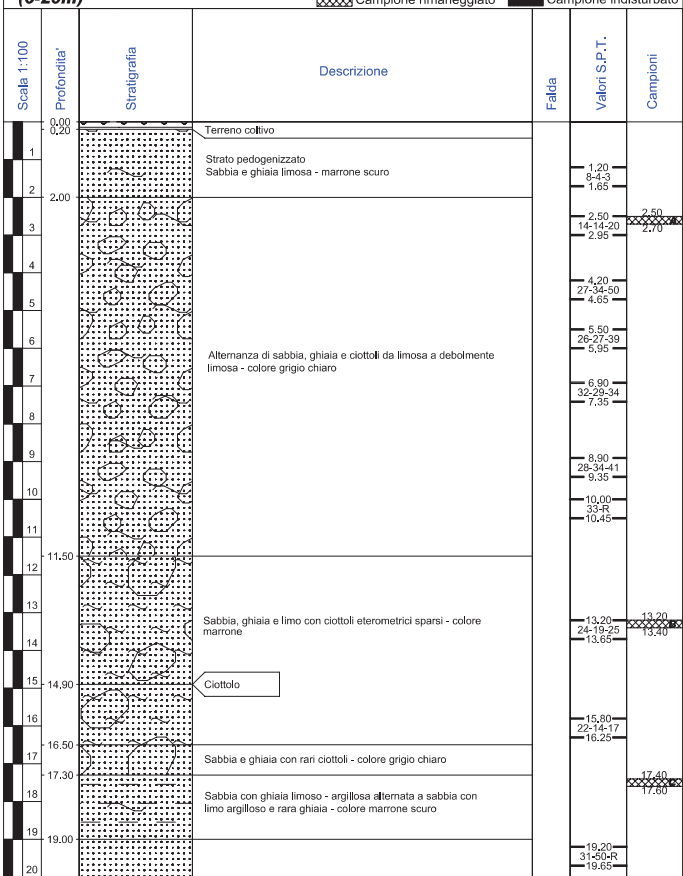 (0-20m)
Campione rimaneggiato
Campione indisturbato
Scala 1:100
Profondita'
Stratigrafia
Descrizione
Falda
Valori S.P.T.
Campioni
0.00
0,20
Terreno coltivo
1
Strato pedogenizzato
Sabbia e ghiaia limosa - marrone scuro
1,20
8-4-3
1.65
2
2.00
2.50
14-14-20
2.95
2.50
A
2.70
3
4
4,20
27-34-50
4.65
5
5,50
26-27-39
5,95
6
Alternanza di sabbia, ghiaia e ciottoli da limosa a debolmente
limosa - colore grigio chiaro
7
6,90
32-29-34
7.35
8
9
8.90
28-34-41
9.35
10
10.00
33-R
10.45
11
11.50
12
13
Sabbia, ghiaia e limo con ciottoli eterometrici sparsi - colore
marrone
13.20
24-19-25
13.65
13.20
B
13.40
14
15
14,90
Ciottolo
16
15.80
22-14-17
16.25
16.50
17
Sabbia e ghiaia con rari ciottoli - colore grigio chiaro
17.30
17.40
C
17.60
18
Sabbia con ghiaia limoso - argillosa alternata a sabbia con
limo argilloso e rara ghiaia - colore marrone scuro
19
19.00
19.20
31-50-R
19.65
20